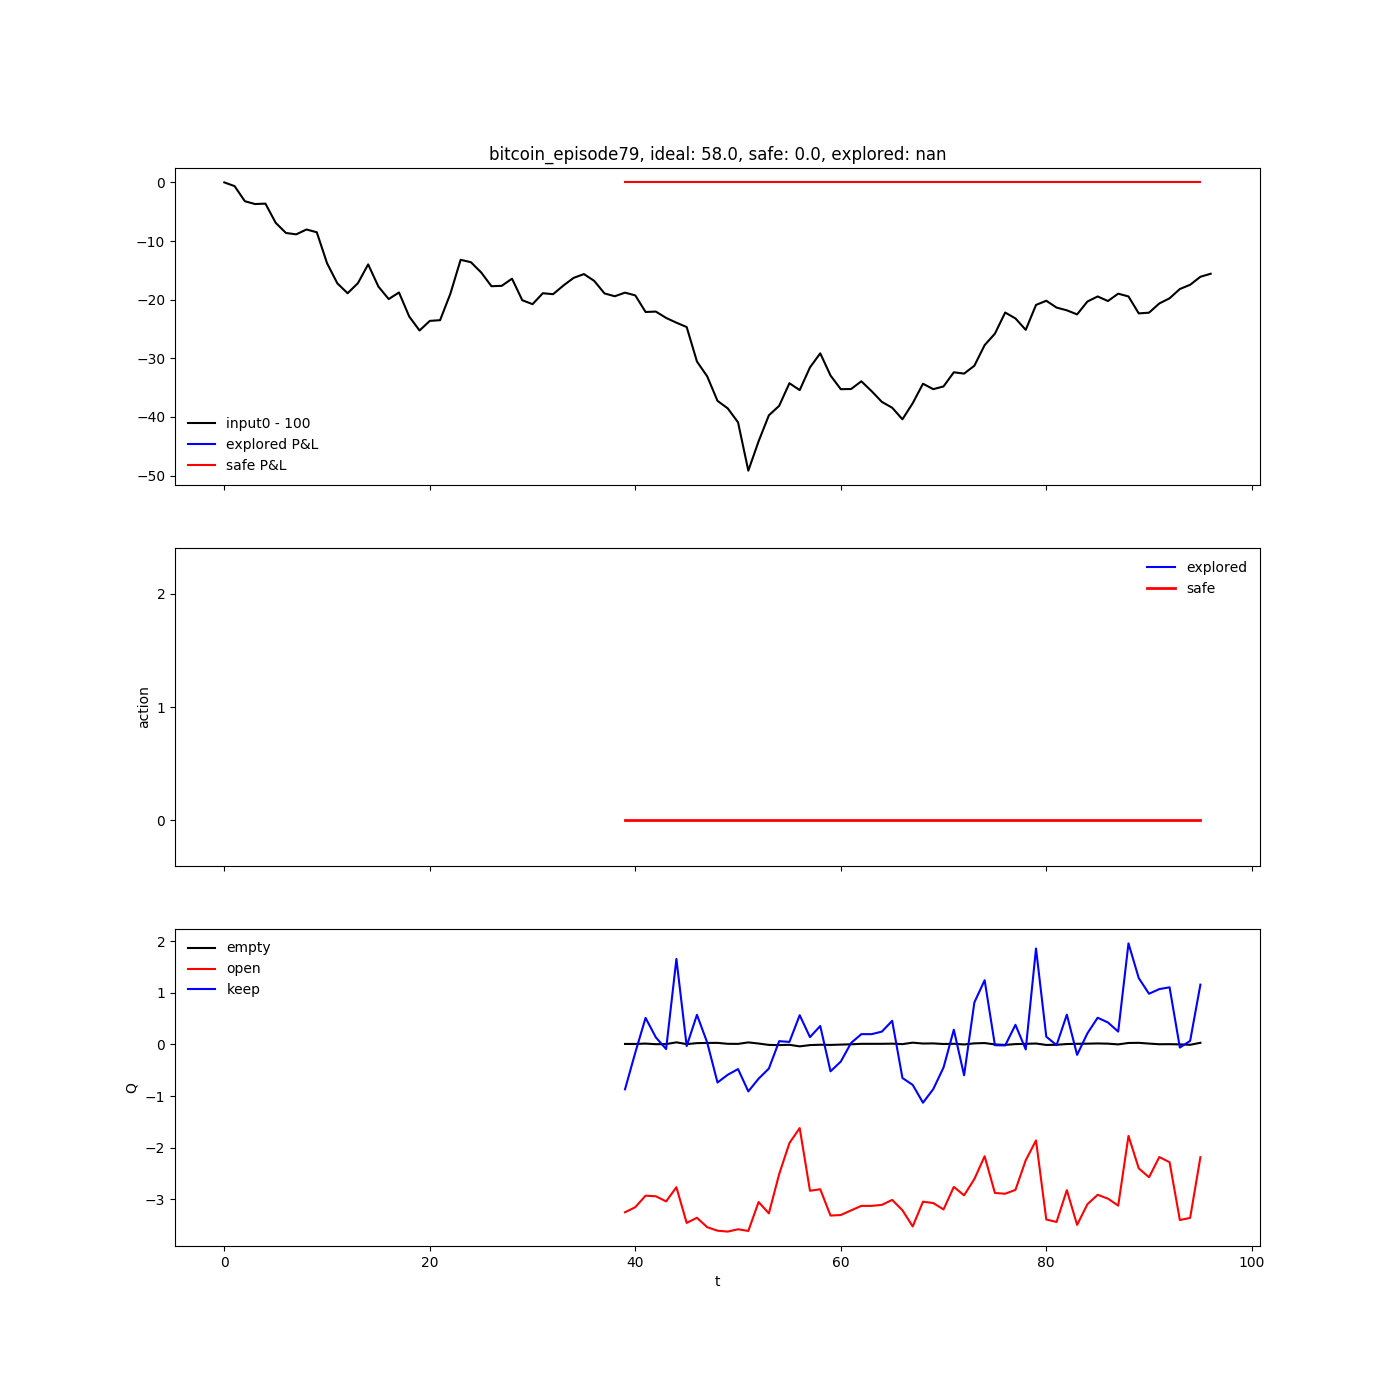 bitcoin_episode79, ideal: 58.0, safe: 0.0, explored: nan
0
−10
−20
−30
−40
−50
input0 - 100
explored P&L
safe P&L
2
1
0
action
explored
safe
2
1
0
−1
−2
−3
Q
empty
open
keep
0 20 40 60 80 100
t